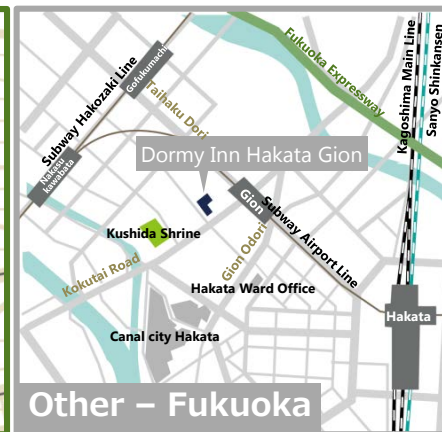 Subway Hakozaki Line
Gofukumachi
Taihaku Dori
Fukuoka Expressway
Kagoshima Main Line
Sanyo Shinkansen
Nakasu
kawabata
Dormy Inn Hakata Gion
Gion
Subway Airport Line
Kushida Shrine
Kokutai Road
Gion Odori
Hakata Ward Office
Hakata
Canal city Hakata
Other – Fukuoka